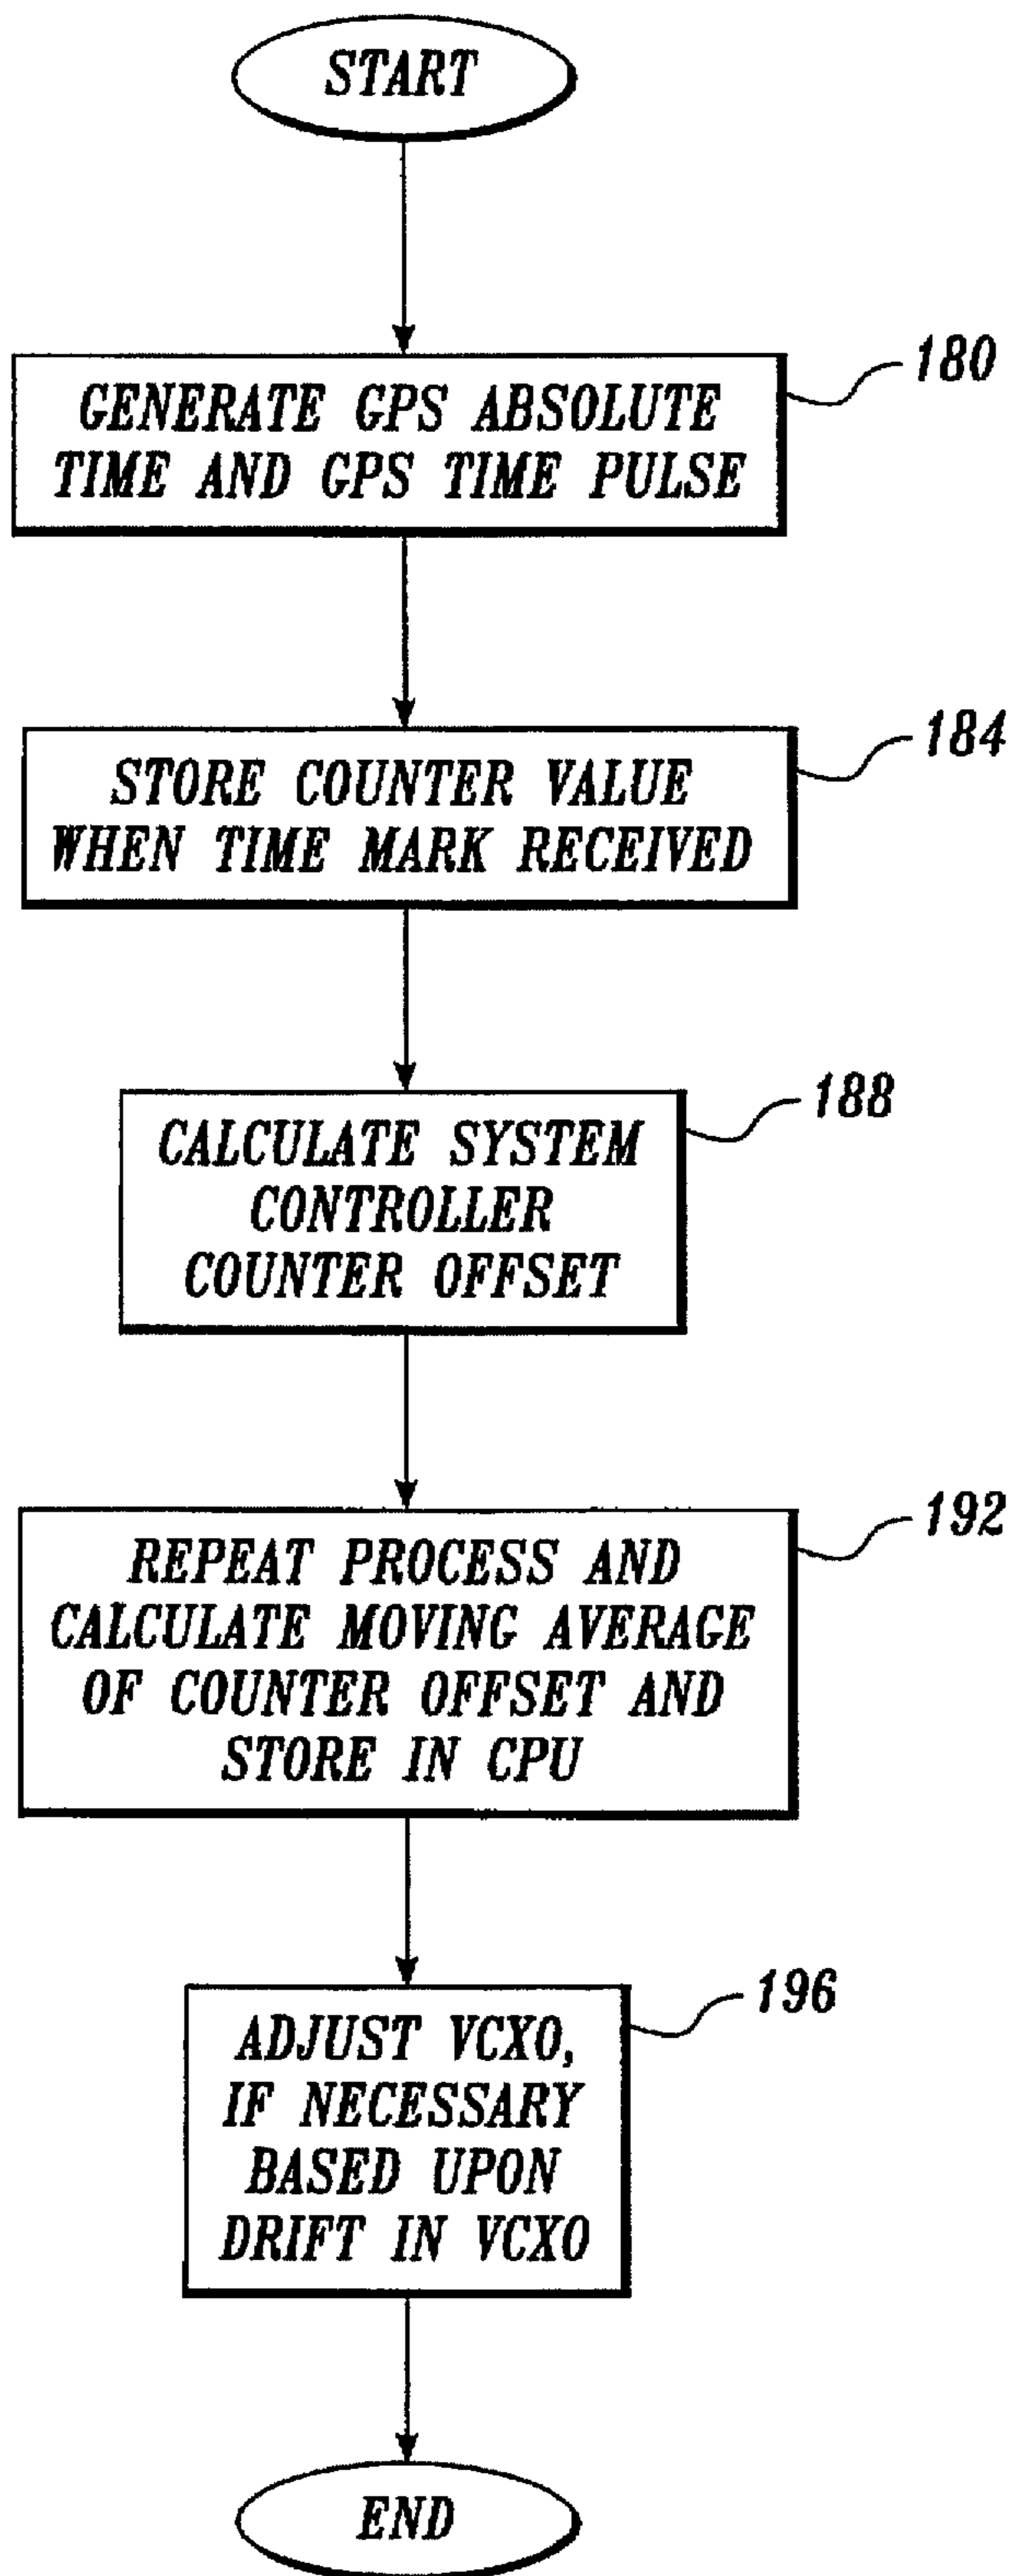 START
180
GENERATE GPS ABSOLUTE
TIME AND GPS TIME PULSE
184
STORE COUNTER VALUE
WHEN TIME MARK RECEIVED
188
CALCULATE SYSTEM
CONTROLLER
COUNTER OFFSET
192
REPEAT PROCESS AND
CALCULATE MOVING AVERAGE
OF COUNTER OFFSET AND
STORE IN CPU
196
ADJUST VCXO,
IF NECESSARY
BASED UPON
DRIFT IN VCXO
END